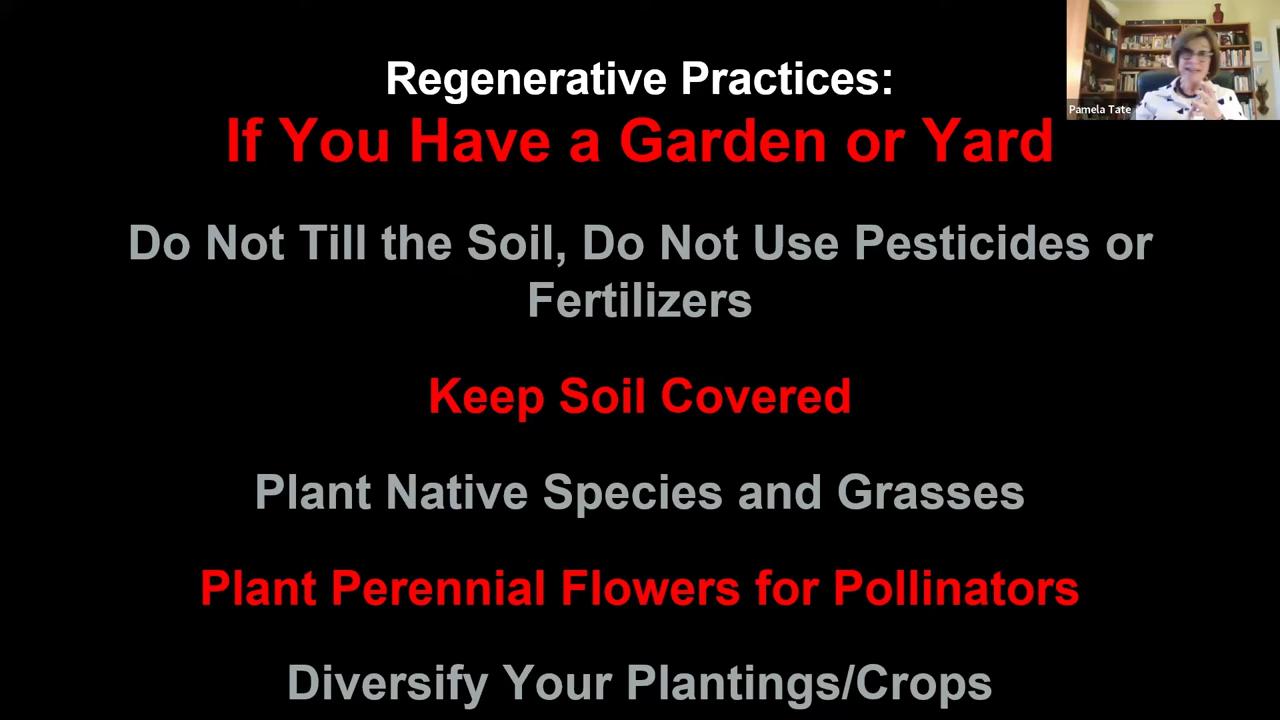 Regenerative Practices:
If You Have a Garden or Yard
Do Not Till the Soil, Do Not Use Pesticides or
Fertilizers
Keep Soil Covered
Plant Native Species and Grasses
Plant Perennial Flowers for Pollinators
Diversify Your Plantings/Crops
Pamela Tate